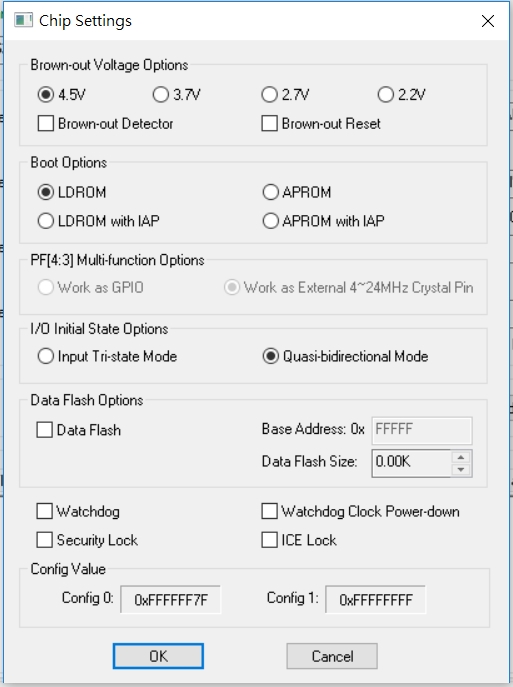 Chip Settings
Brown-out Voltage Options
4.5V 3.7V 2.7V 2.2V
Brown-out Detector Brown-out Reset
Boot Options
LDROM APROM
LDROM with IAP APROM with IAP
PF[4:3] Multi-function Options
Work as GPIO Work as External 4~24MHz Crystal Pin
I/O Initial State Options
Input Tri-state Mode Quasi-bidirectional Mode
Data Flash Options
Data Flash Base Address: 0x FFFFF
Data Flash Size: 0.00K
Watchdog Watchdog Clock Power-down
Security Lock ICE Lock
Config Value
Config 0: 0xFFFFFF7F Config 1: 0xFFFFFFFF
OK Cancel